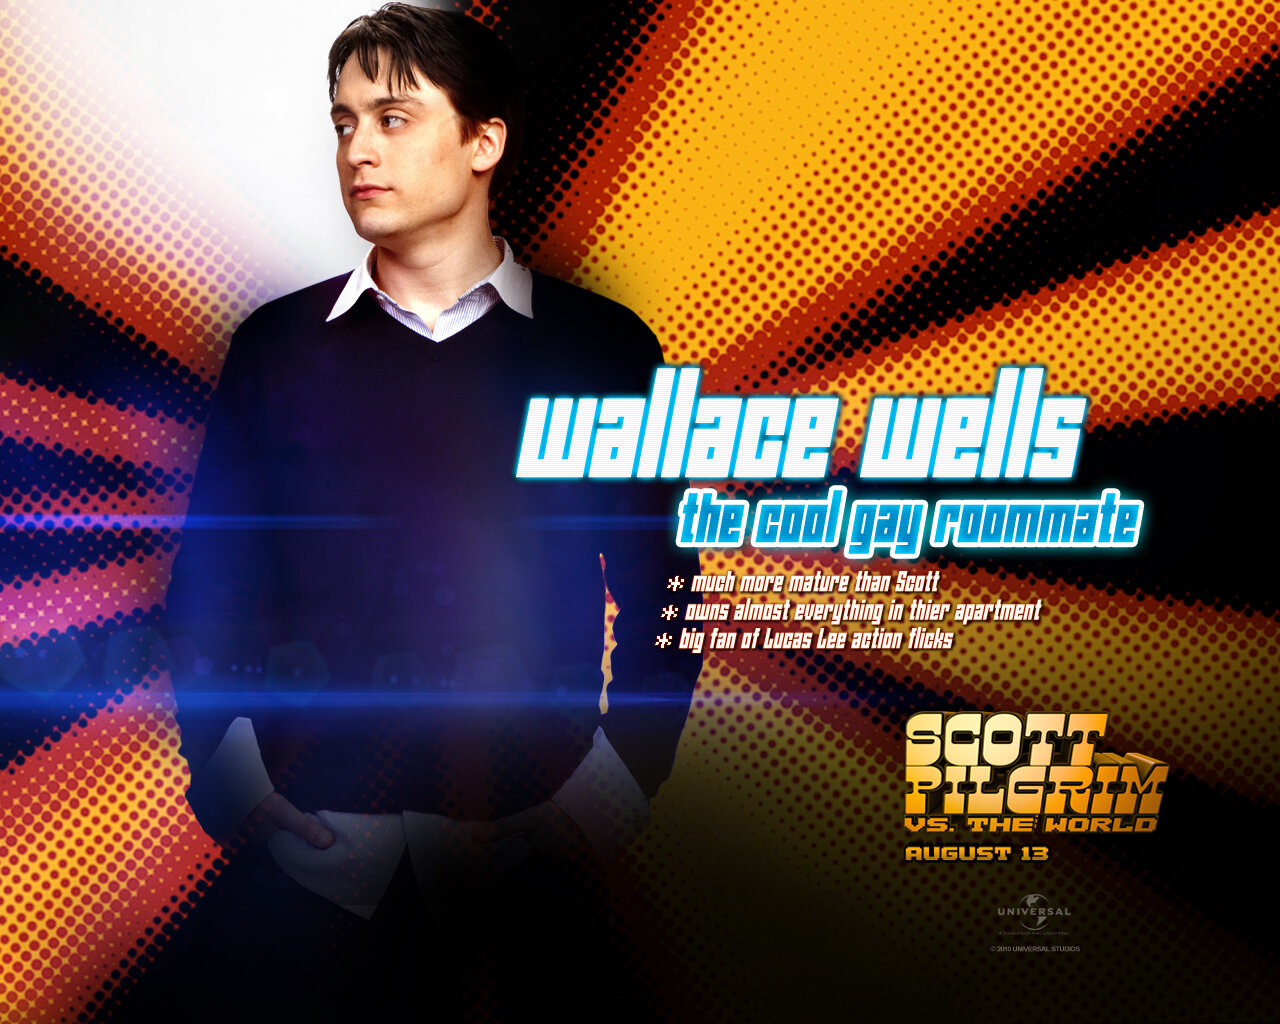 wallace wells
the cool gay roommate
* much more mature than Scott
* owns almost everything in thier apartment
* big fan of Lucas Lee action flicks
SCOTT
PILGRIM
VS. THE WORLD
AUGUST 13
UNIVERSAL
© 2010 UNIVERSAL STUDIOS